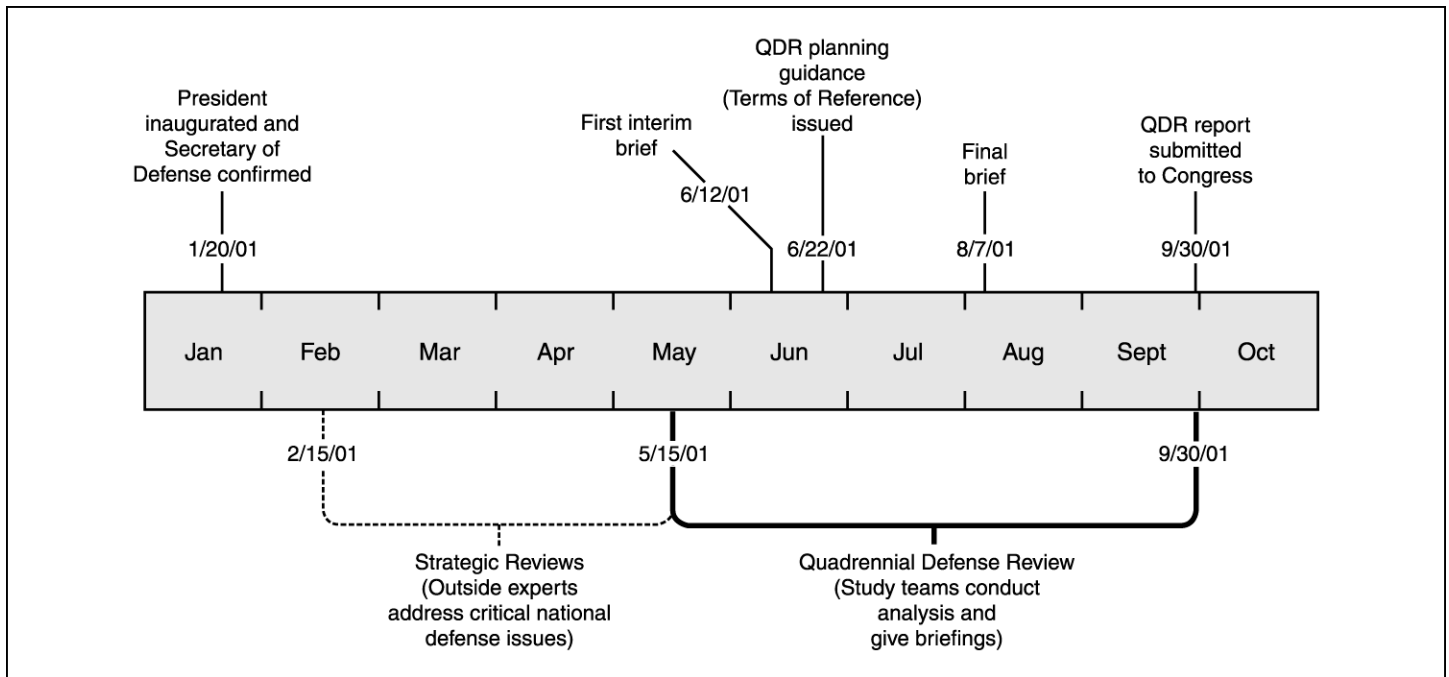 President
inaugurated and
Secretary of
Defense confirmed
1/20/01
First interim
brief
6/12/01
QDR planning
guidance
(Terms of Reference)
issued
6/22/01
Final
brief
8/7/01
QDR report
submitted
to Congress
9/30/01
Jan Feb Mar Apr May Jun Jul Aug Sept Oct
2/15/01 5/15/01 9/30/01
Strategic Reviews
(Outside experts
address critical national
defense issues)
Quadrennial Defense Review
(Study teams conduct
analysis and
give briefings)